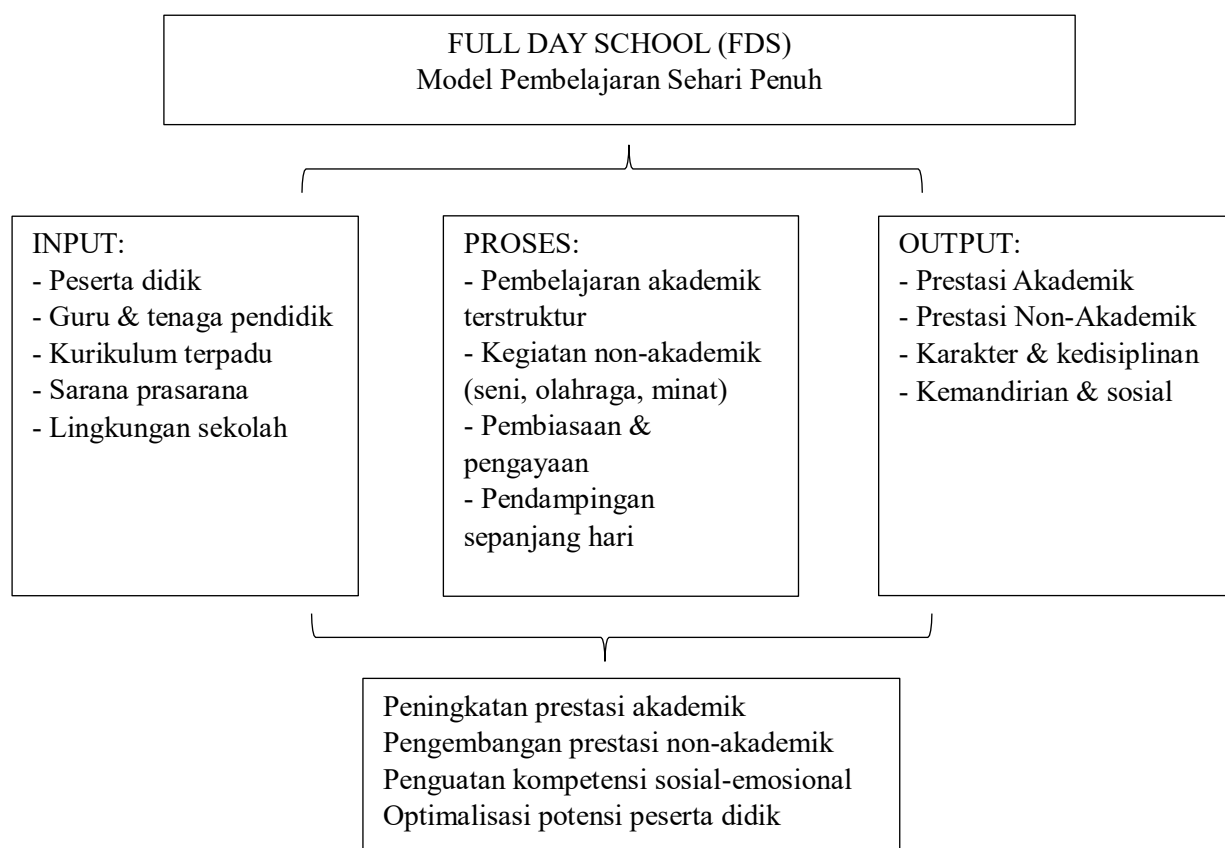 FULL DAY SCHOOL (FDS)
Model Pembelajaran Sehari Penuh
INPUT:
- Peserta didik
- Guru & tenaga pendidik
- Kurikulum terpadu
- Sarana prasarana
- Lingkungan sekolah
PROSES:
- Pembelajaran akademik
terstruktur
- Kegiatan non-akademik
(seni, olahraga, minat)
- Pembiasaan &
pengayaan
- Pendampingan
sepanjang hari
OUTPUT:
- Prestasi Akademik
- Prestasi Non-Akademik
- Karakter & kedisiplinan
- Kemandirian & sosial
Peningkatan prestasi akademik
Pengembangan prestasi non-akademik
Penguatan kompetensi sosial-emosional
Optimalisasi potensi peserta didik